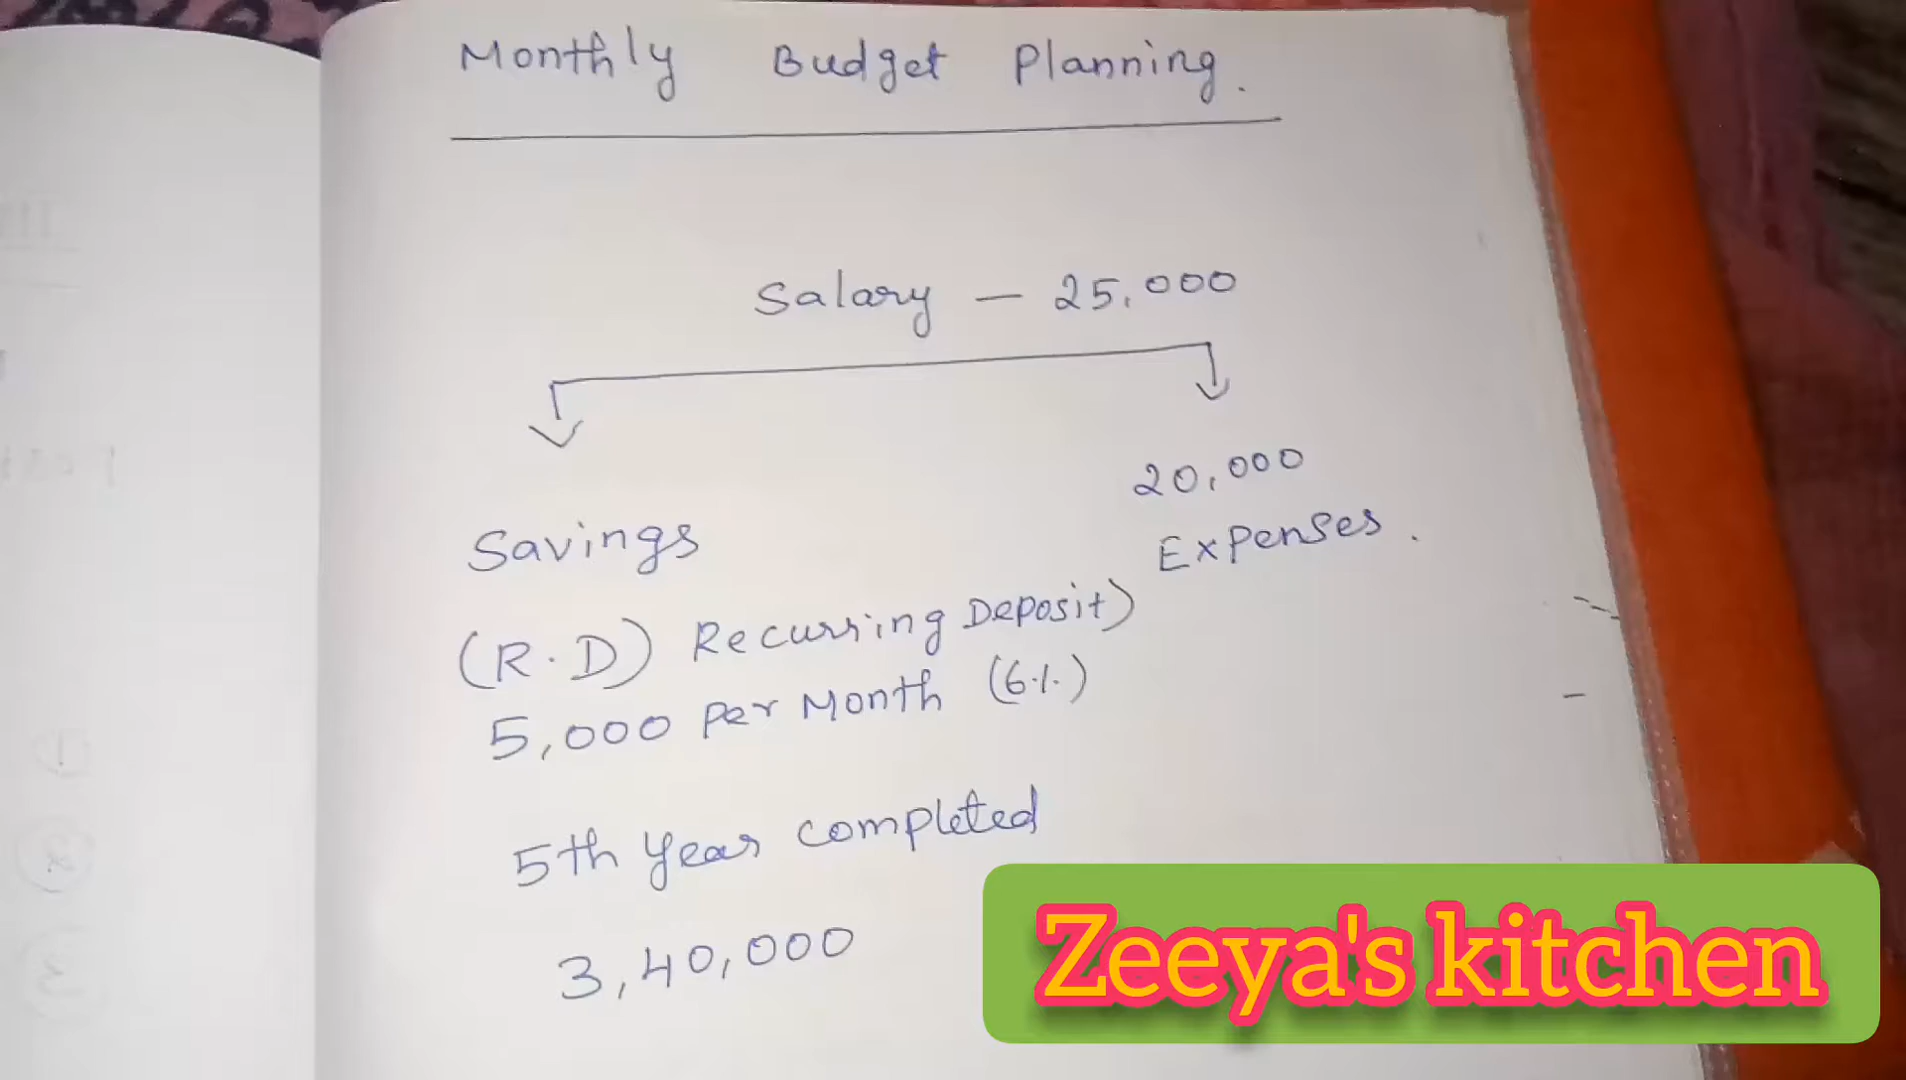 Monthly Budget Planning.
Salary – 25,000
20,000
Expenses.
Savings
(R.D) Recurring Deposit)
5,000 Per Month (6%)
5th Year completed
3,40,000
Zeeya's kitchen